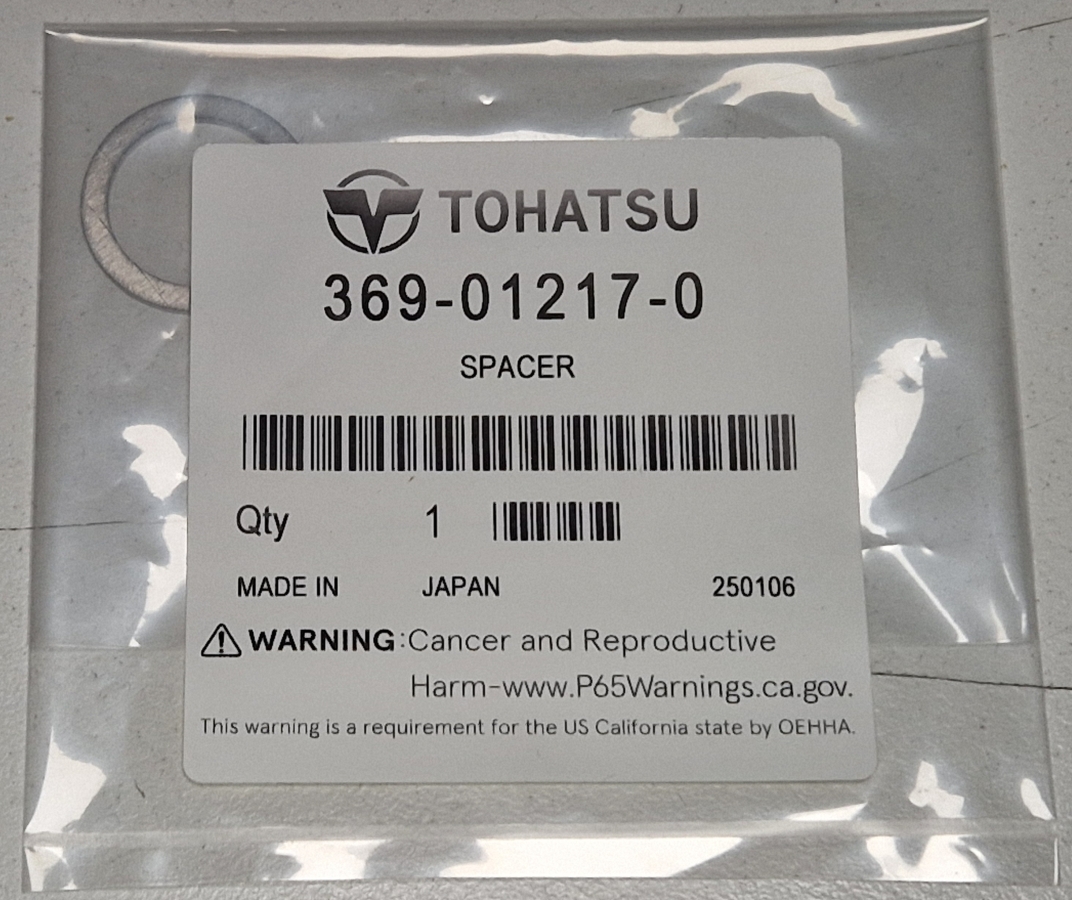 TOHATSU
369-01217-0
SPACER
Qty 1
MADE IN JAPAN 250106
⚠ WARNING:Cancer and Reproductive
Harm-www.P65Warnings.ca.gov.
This warning is a requirement for the US California state by OEHHA.